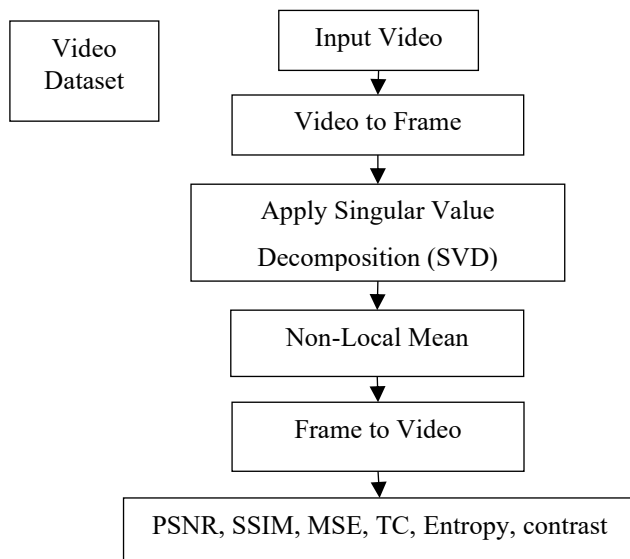 Video
Dataset
Input Video
Video to Frame
Apply Singular Value
Decomposition (SVD)
Non-Local Mean
Frame to Video
PSNR, SSIM, MSE, TC, Entropy, contrast